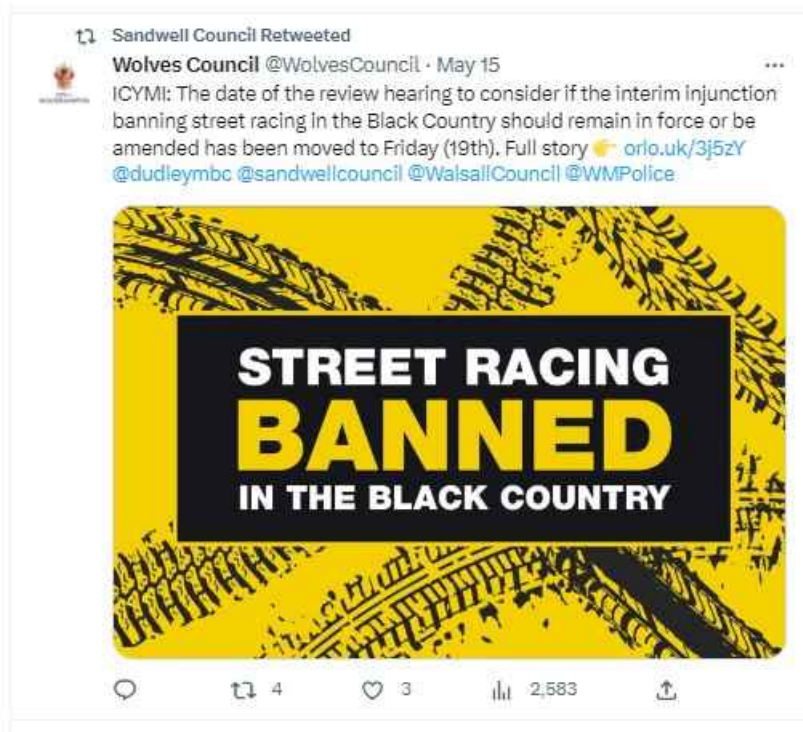 Sandwell Council Retweeted
Wolves Council @WolvesCouncil · May 15
ICYMI: The date of the review hearing to consider if the interim injunction
banning street racing in the Black Country should remain in force or be
amended has been moved to Friday (19th). Full story 👉 orlo.uk/3j5zY
@dudleymbc @sandwellcouncil @WalsallCouncil @WMPolice
STREET RACING
BANNED
IN THE BLACK COUNTRY
4 3 2,583